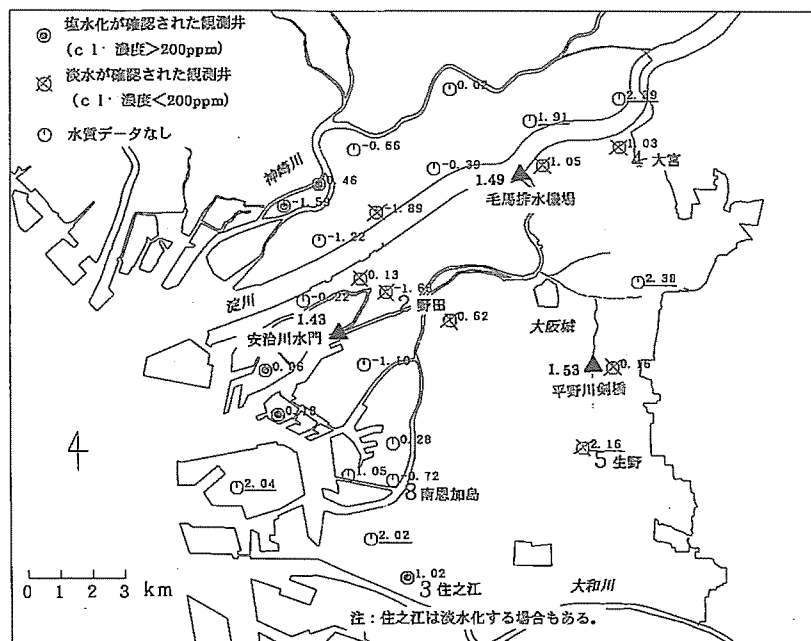 塩水化が確認された観測井
(cl⁻濃度>200ppm)
淡水が確認された観測井
(cl⁻濃度<200ppm)
水質データなし
0.02
2.39
1.91
-0.66
1.03
4 大宮
神崎川
-0.39
1.05
1.49
毛馬排水機場
0.46
-1.89
-1.22
0.13
2.38
淀川
-0.22
2 野田
1.43
安治川水門
0.62
大阪城
1.53
平野川剣橋
0.06
0.18
2.16
5 生野
0.28
1.05
-0.72
2.04
8 南恩加島
2.02
1.02
3 住之江
大和川
0 1 2 3 km
注:住之江は淡水化する場合もある。